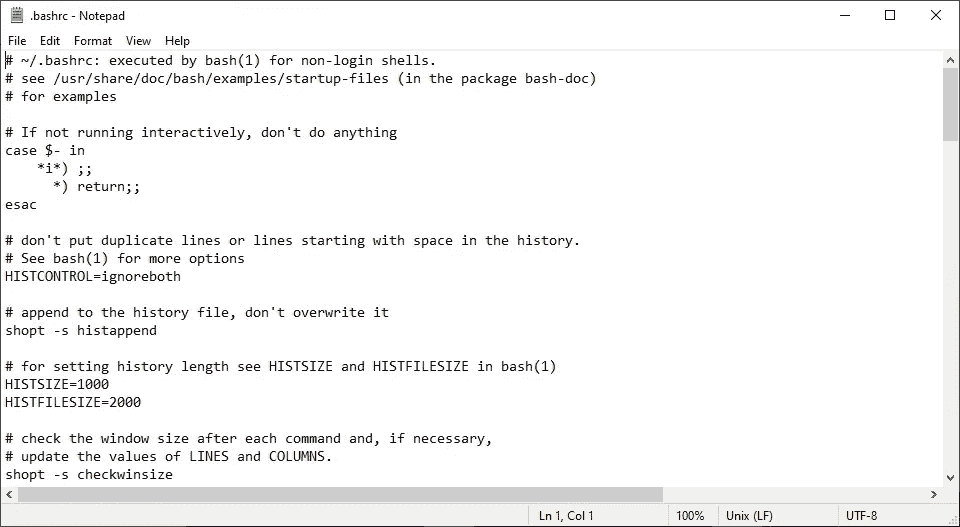 .bashrc - Notepad
File Edit Format View Help
# ~/.bashrc: executed by bash(1) for non-login shells.
# see /usr/share/doc/bash/examples/startup-files (in the package bash-doc)
# for examples

# If not running interactively, don't do anything
case $- in
    *i*) ;;
      *) return;;
esac

# don't put duplicate lines or lines starting with space in the history.
# See bash(1) for more options
HISTCONTROL=ignoreboth

# append to the history file, don't overwrite it
shopt -s histappend

# for setting history length see HISTSIZE and HISTFILESIZE in bash(1)
HISTSIZE=1000
HISTFILESIZE=2000

# check the window size after each command and, if necessary,
# update the values of LINES and COLUMNS.
shopt -s checkwinsize
Ln 1, Col 1 100% Unix (LF) UTF-8